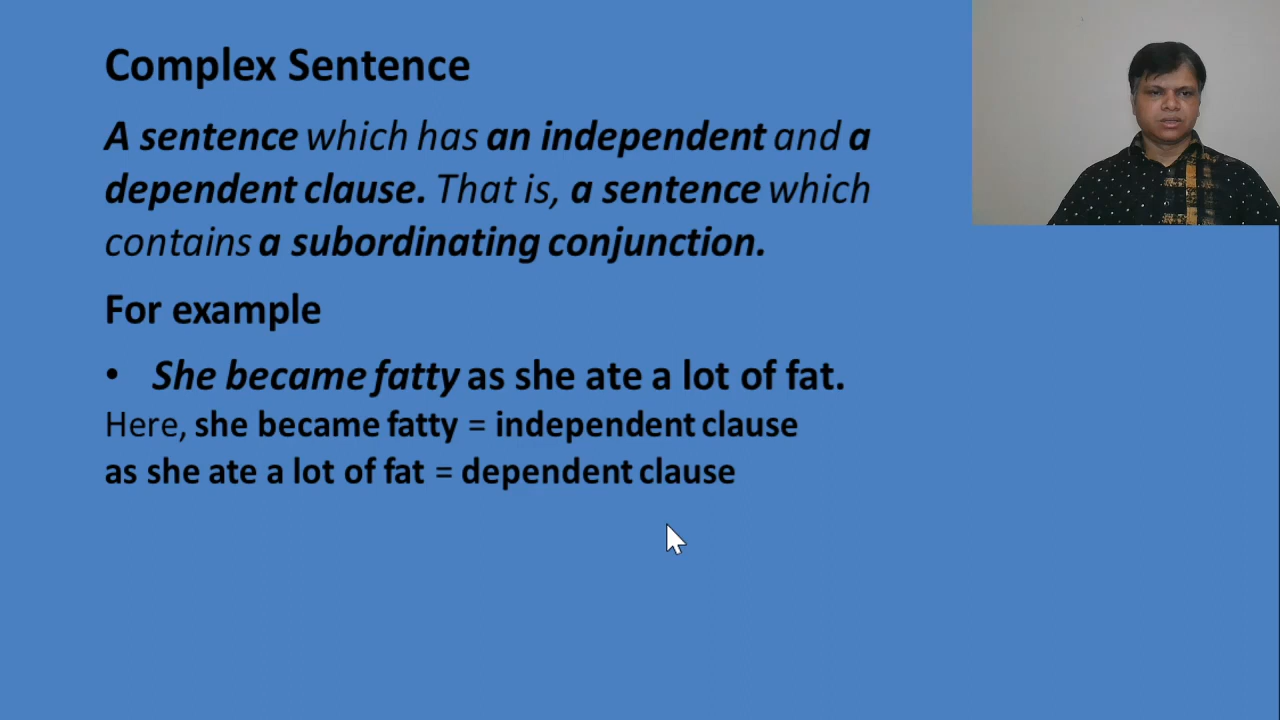 Complex Sentence
A sentence which has an independent and a
dependent clause. That is, a sentence which
contains a subordinating conjunction.
For example
• She became fatty as she ate a lot of fat.
Here, she became fatty = independent clause
as she ate a lot of fat = dependent clause